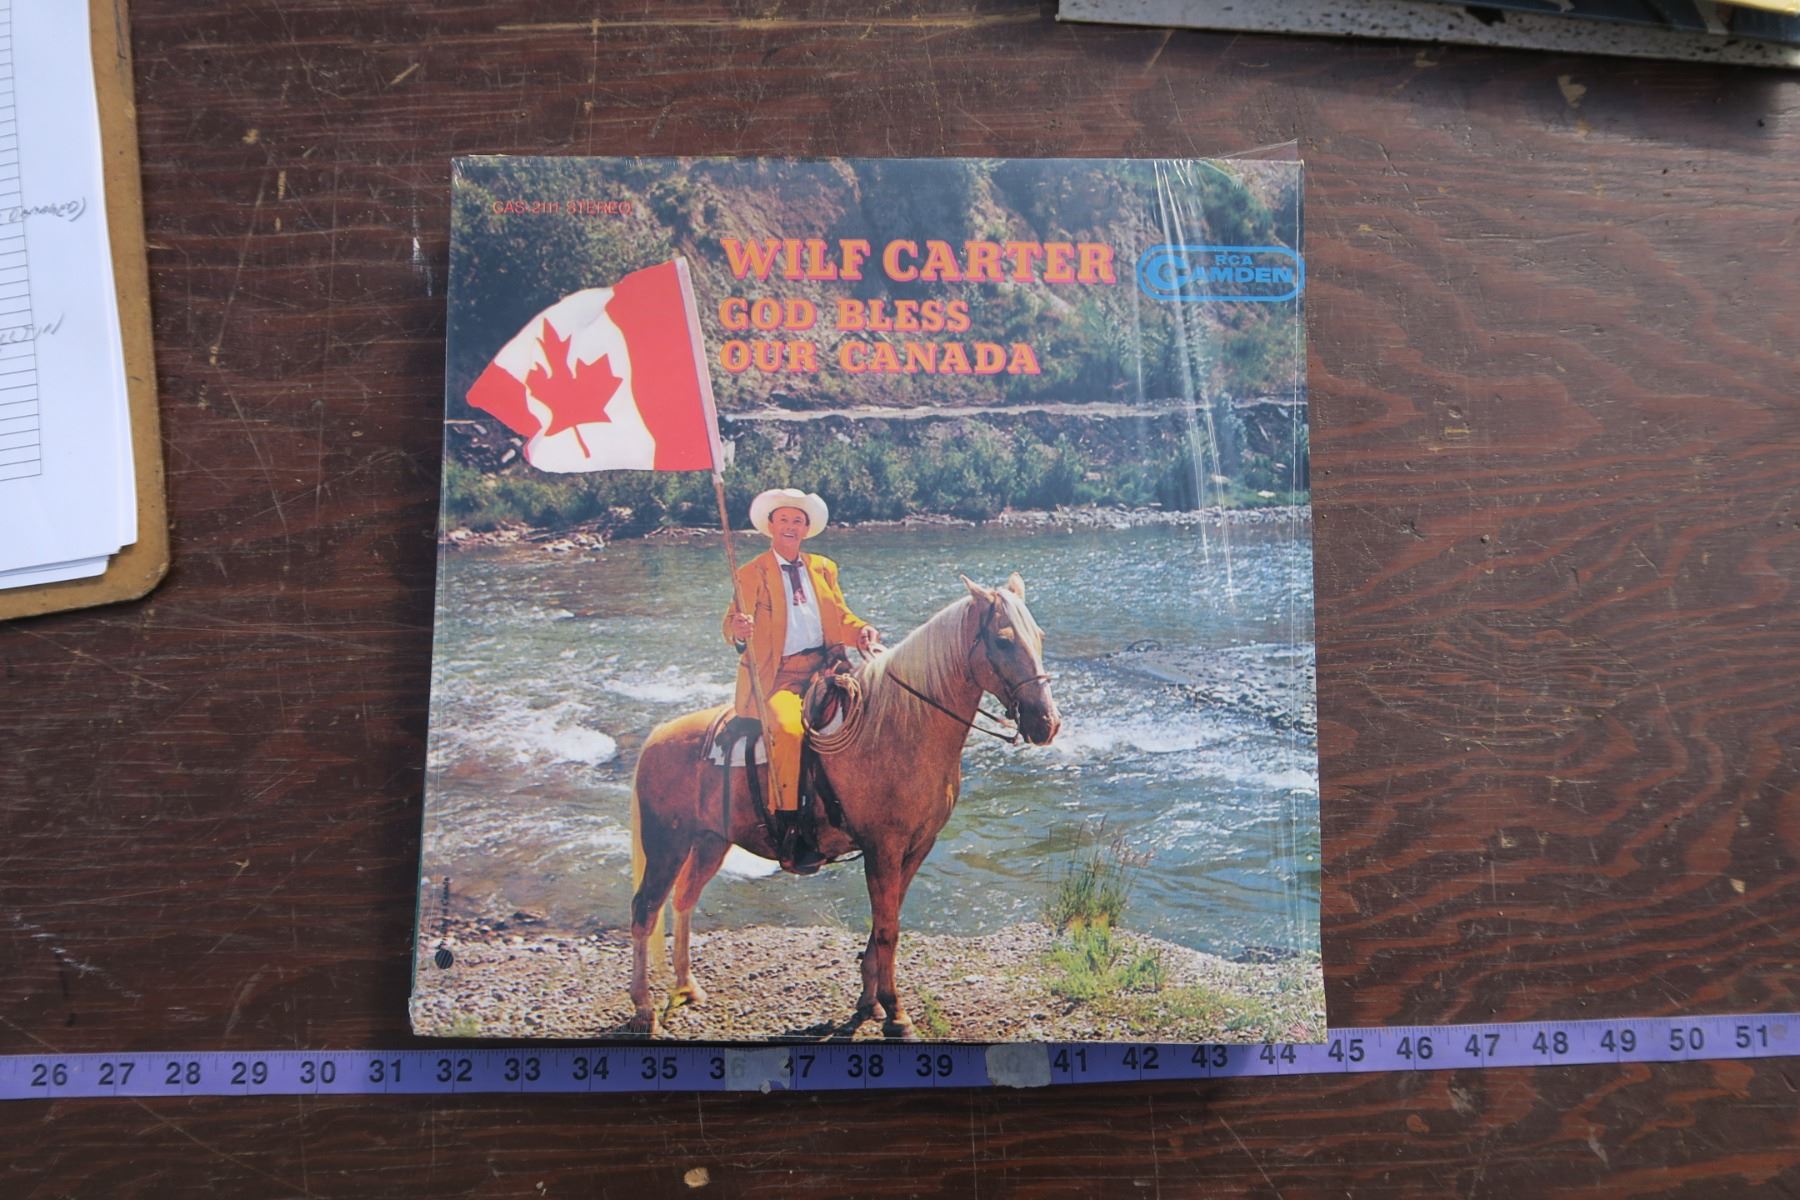 CAS-2111 STEREO
WILF CARTER
GOD BLESS
OUR CANADA
RCA
CAMDEN
26 27 28 29 30 31 32 33 34 35 36 37 38 39 41 42 43 44 45 46 47 48 49 50 51